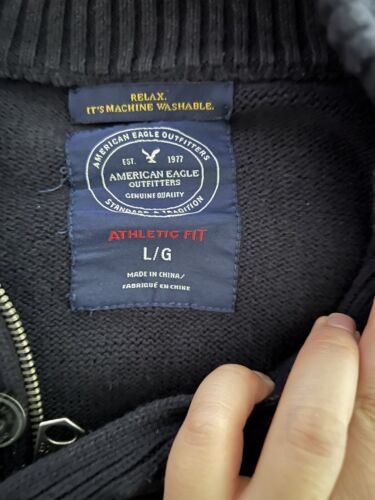 RELAX.
IT'S MACHINE WASHABLE.
AMERICAN EAGLE OUTFITTERS
EST. 1977
AMERICAN EAGLE
OUTFITTERS
GENUINE QUALITY
STANDARD & TRADITION
ATHLETIC FIT
L/G
MADE IN CHINA/
FABRIQUÉ EN CHINE